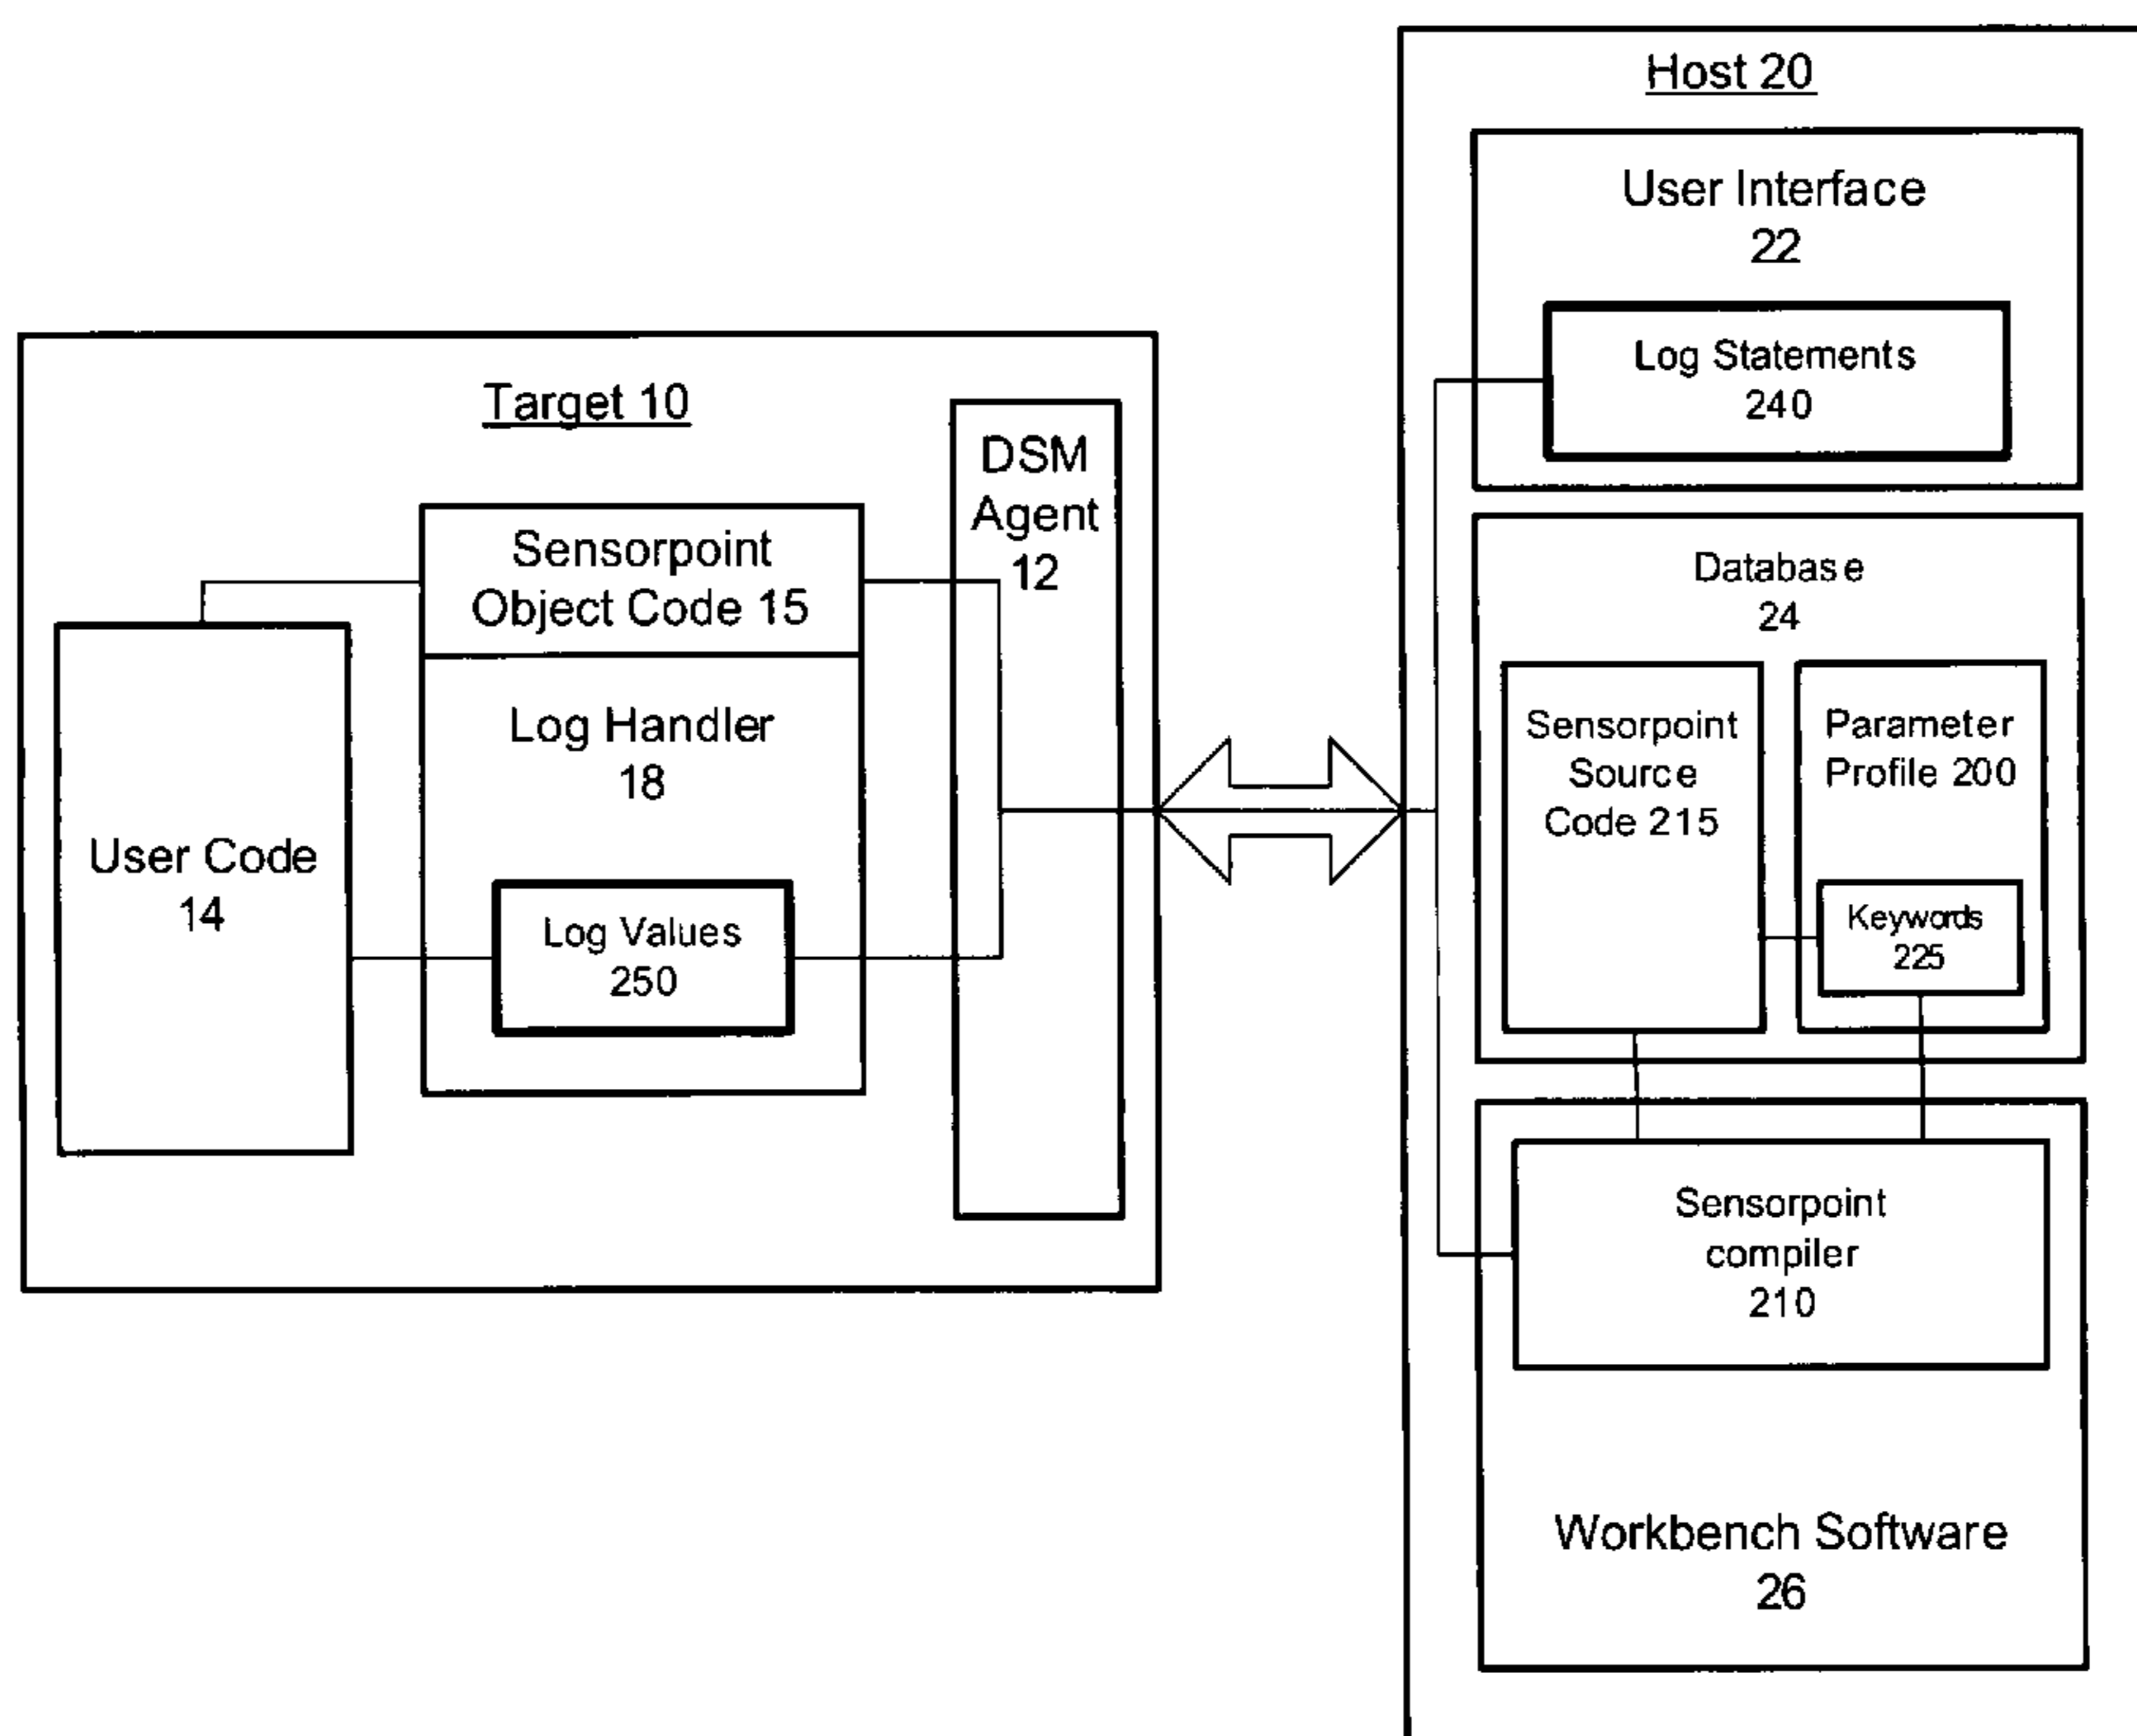 Target 10
DSM
Agent
12
Sensorpoint
Object Code 15
Log Handler
18
User Code
14
Log Values
250
Host 20
User Interface
22
Log Statements
240
Database
24
Sensorpoint
Source
Code 215
Parameter
Profile 200
Keywords
225
Sensorpoint
compiler
210
Workbench Software
26